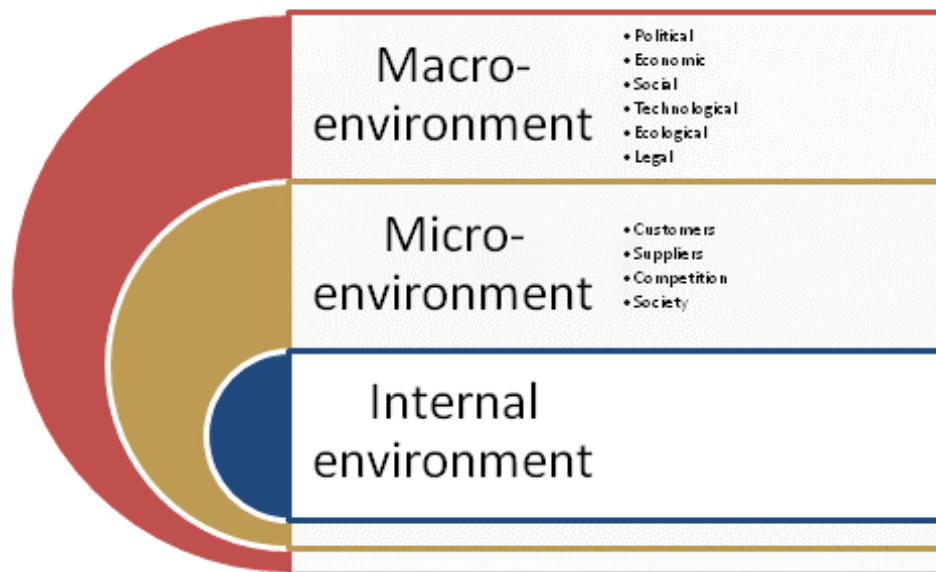 Macro-
environment
• Political
• Economic
• Social
• Technological
• Ecological
• Legal
Micro-
environment
• Customers
• Suppliers
• Competition
• Society
Internal
environment